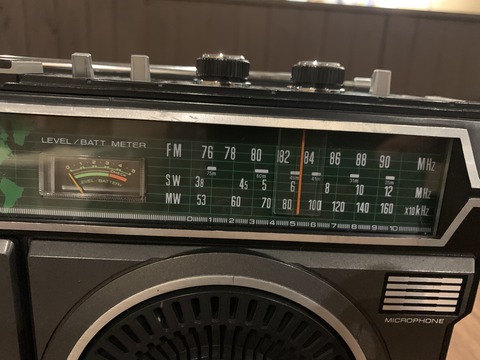 LEVEL/BATT METER
FM 76 78 80 182 84 86 88 90 MHz
SW 3.8 4.5 5 6 7 8 10 12 MHz
MW 53 60 70 80 100 120 140 160 x10kHz
0 1 2 3 4 5 6 7 8 9 10
MICROPHONE